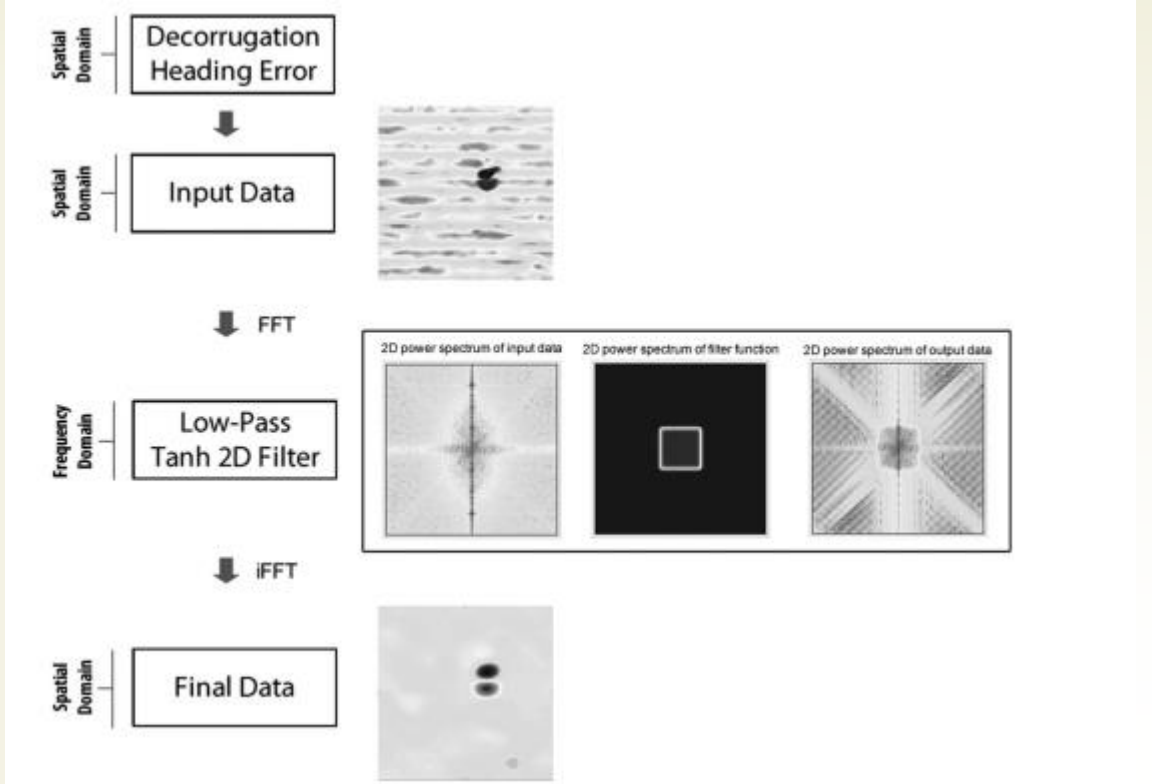 Spatial
Domain
Decorrugation
Heading Error
Spatial
Domain
Input Data
FFT
2D power spectrum of input data
2D power spectrum of filter function
2D power spectrum of output data
Frequency
Domain
Low-Pass
Tanh 2D Filter
iFFT
Spatial
Domain
Final Data